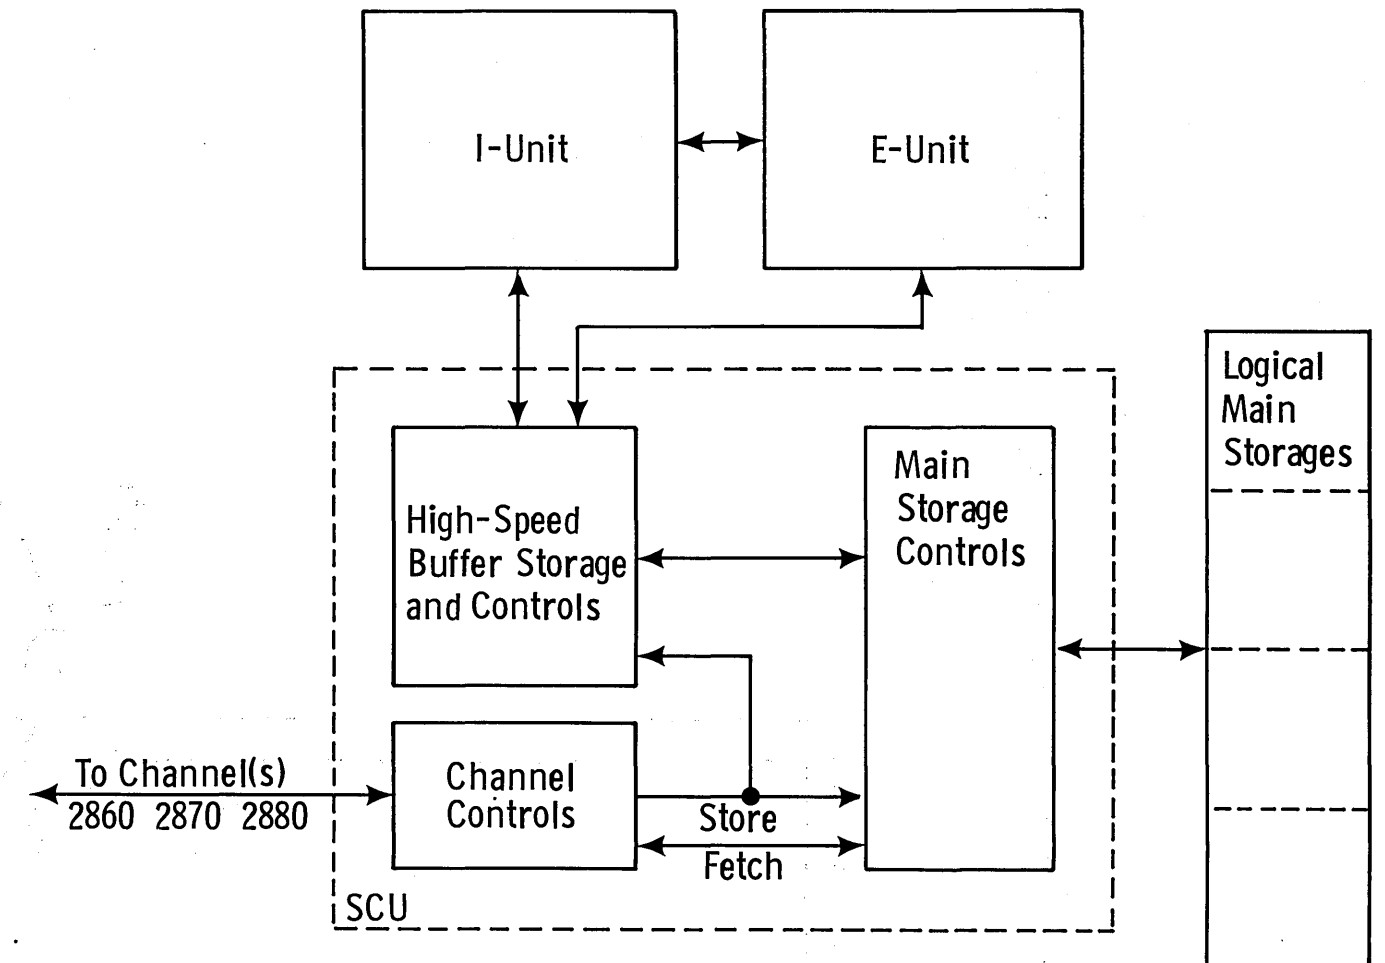 I-Unit
E-Unit
Logical
Main
Storages
Main
Storage
Controls
High-Speed
Buffer Storage
and Controls
To Channel(s)
2860 2870 2880
Channel
Controls
Store
Fetch
SCU